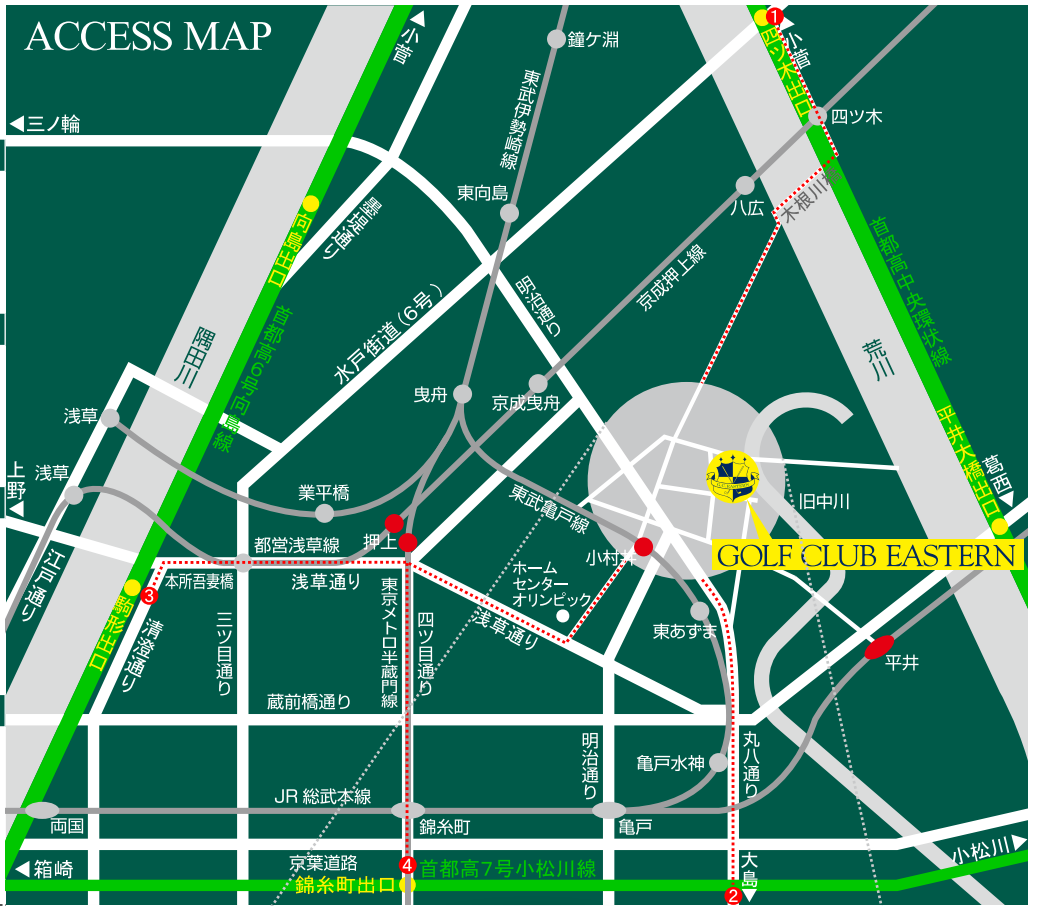 ACCESS MAP
小菅
鐘ケ淵
1
小菅
四ツ木出口
東武伊勢崎線
三ノ輪
四ツ木
木根川橋
東向島
八広
向島出口
墨堤通り
首都高中央環状線
京成押上線
明治通り
水戸街道(6号)
首都高6号向島線
隅田川
荒川
曳舟
京成曳舟
浅草
平井大橋出口
上野
浅草
葛西
業平橋
東武亀戸線
旧中川
押上
都営浅草線
小村井
GOLF CLUB EASTERN
江戸通り
本所吾妻橋
浅草通り
ホーム
センター
オリンピック
3
駒形出口
清澄通り
三ツ目通り
東京メトロ半蔵門線
四ツ目通り
浅草通り
東あずま
平井
蔵前橋通り
明治通り
亀戸水神
丸八通り
JR 総武本線
両国
錦糸町
亀戸
箱崎
京葉道路
4
首都高7号小松川線
大島
小松川
錦糸町出口
2